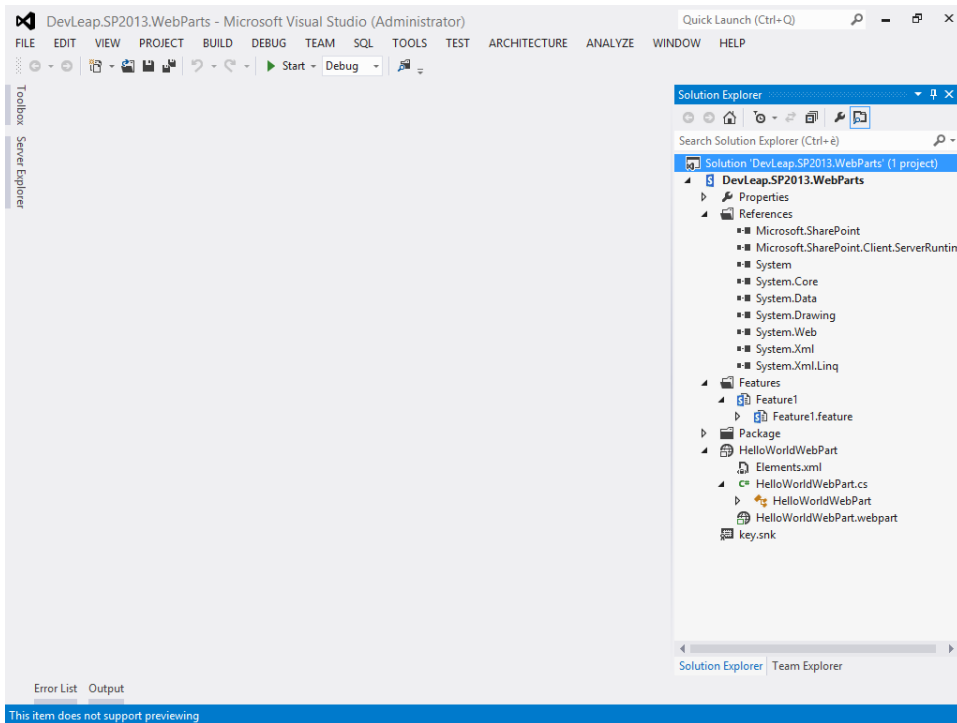 DevLeap.SP2013.WebParts - Microsoft Visual Studio (Administrator)
Quick Launch (Ctrl+Q)
FILE EDIT VIEW PROJECT BUILD DEBUG TEAM SQL TOOLS TEST ARCHITECTURE ANALYZE WINDOW HELP
Start Debug
Toolbox
Server Explorer
Solution Explorer
Search Solution Explorer (Ctrl+è)
Solution 'DevLeap.SP2013.WebParts' (1 project)
DevLeap.SP2013.WebParts
Properties
References
Microsoft.SharePoint
Microsoft.SharePoint.Client.ServerRuntim
System
System.Core
System.Data
System.Drawing
System.Web
System.Xml
System.Xml.Linq
Features
Feature1
Feature1.feature
Package
HelloWorldWebPart
Elements.xml
C# HelloWorldWebPart.cs
HelloWorldWebPart
HelloWorldWebPart.webpart
key.snk
Solution Explorer Team Explorer
Error List Output
This item does not support previewing